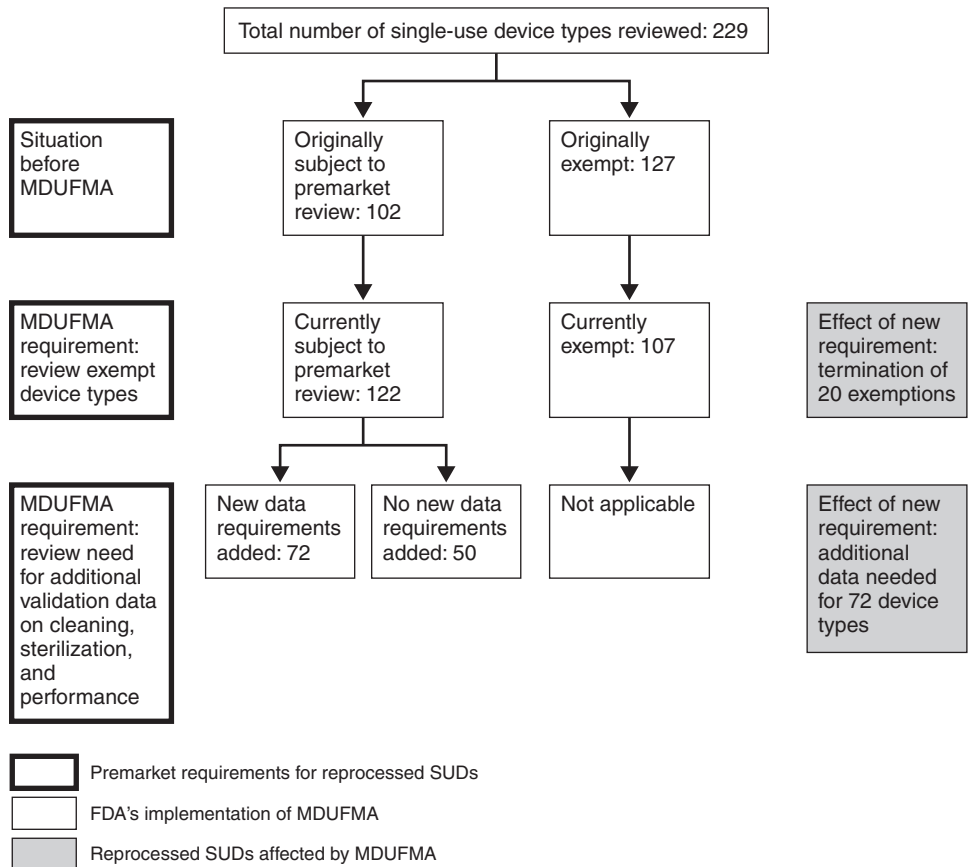 Total number of single-use device types reviewed: 229
Situation
before
MDUFMA
Originally
subject to
premarket
review: 102
Originally
exempt: 127
MDUFMA
requirement:
review exempt
device types
Currently
subject to
premarket
review: 122
Currently
exempt: 107
Effect of new
requirement:
termination of
20 exemptions
MDUFMA
requirement:
review need
for additional
validation data
on cleaning,
sterilization,
and
performance
New data
requirements
added: 72
No new data
requirements
added: 50
Not applicable
Effect of new
requirement:
additional
data needed
for 72 device
types
Premarket requirements for reprocessed SUDs
FDA's implementation of MDUFMA
Reprocessed SUDs affected by MDUFMA